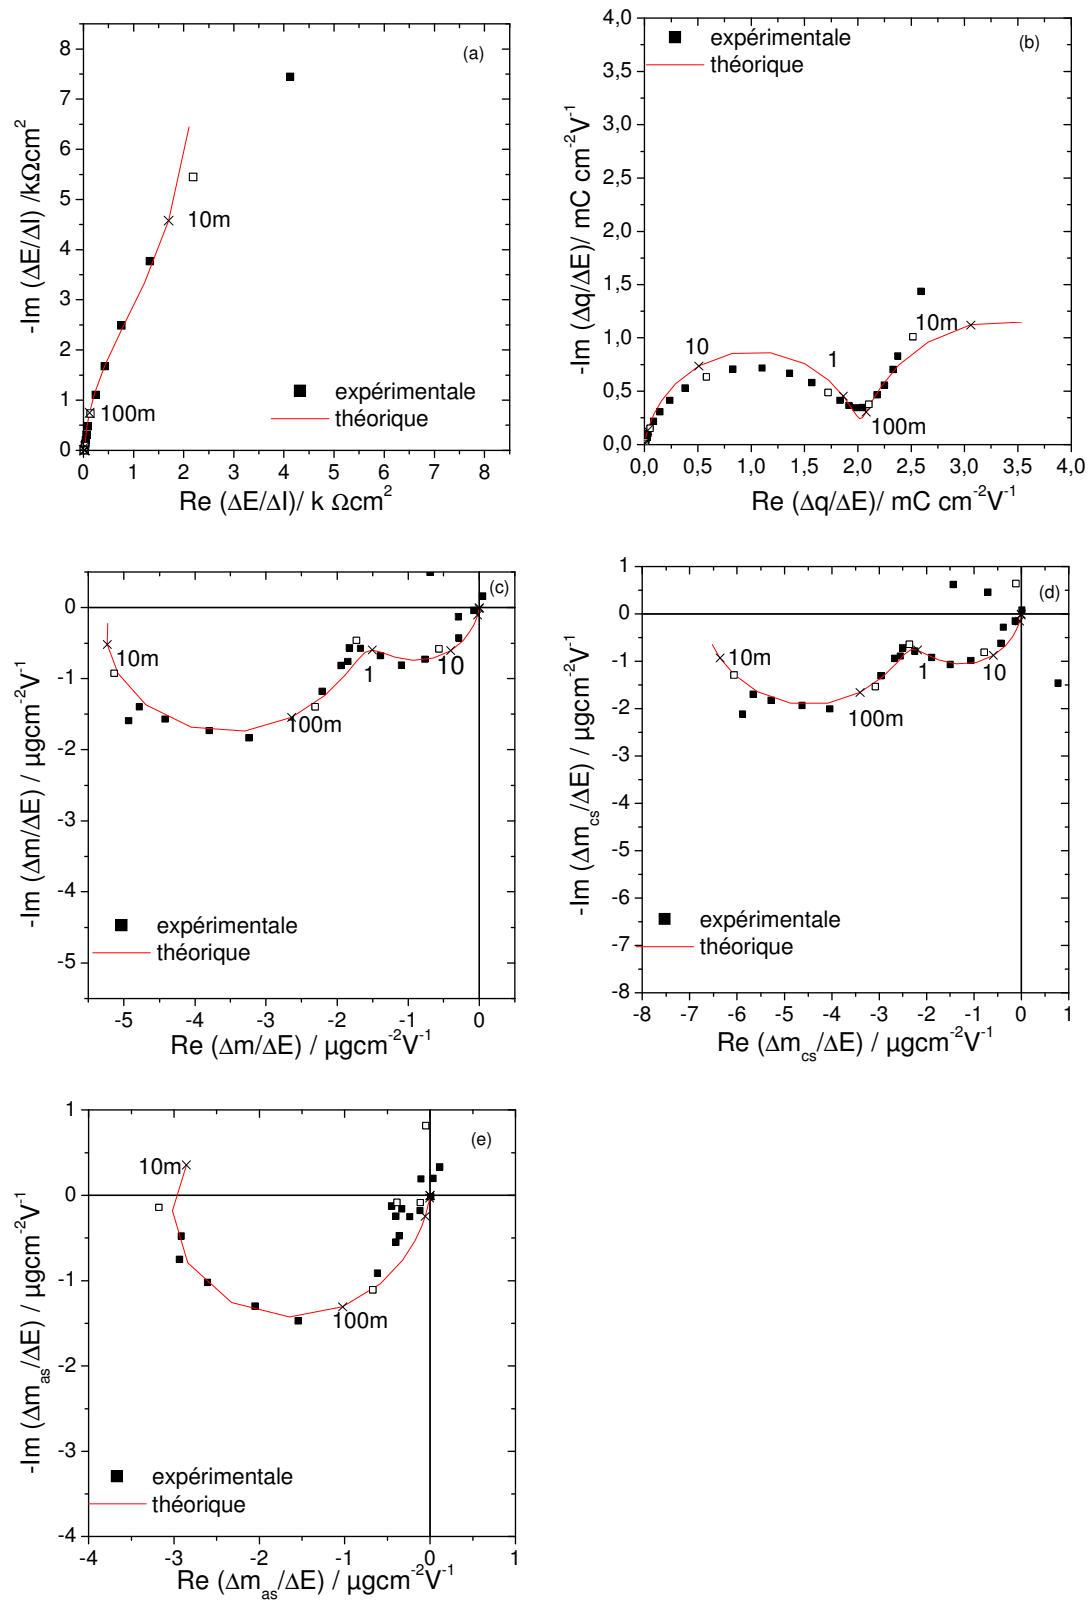 (a)
8
7
6
5
4
3
2
1
0
-Im (ΔE/ΔI) /kΩcm²
10m
100m
expérimentale
théorique
0 1 2 3 4 5 6 7 8
Re (ΔE/ΔI)/ k Ωcm²
(b)
expérimentale
théorique
4,0
3,5
3,0
2,5
2,0
1,5
1,0
0,5
0,0
-Im (Δq/ΔE)/ mC cm⁻²V⁻¹
10
1
10m
100m
0,0 0,5 1,0 1,5 2,0 2,5 3,0 3,5 4,0
Re (Δq/ΔE)/ mC cm⁻²V⁻¹
(c)
0
-1
-2
-3
-4
-5
-Im (Δm/ΔE) / µgcm⁻²V⁻¹
10m
100m
1
10
expérimentale
théorique
-5 -4 -3 -2 -1 0
Re (Δm/ΔE) / µgcm⁻²V⁻¹
(d)
1
0
-1
-2
-3
-4
-5
-6
-7
-8
-Im (Δm_cs/ΔE) / µgcm⁻²V⁻¹
10m
100m
1
10
expérimentale
théorique
-8 -7 -6 -5 -4 -3 -2 -1 0 1
Re (Δm_cs/ΔE) / µgcm⁻²V⁻¹
(e)
1
0
-1
-2
-3
-4
-Im (Δm_as/ΔE) / µgcm⁻²V⁻¹
10m
100m
expérimentale
théorique
-4 -3 -2 -1 0 1
Re (Δm_as/ΔE) / µgcm⁻²V⁻¹